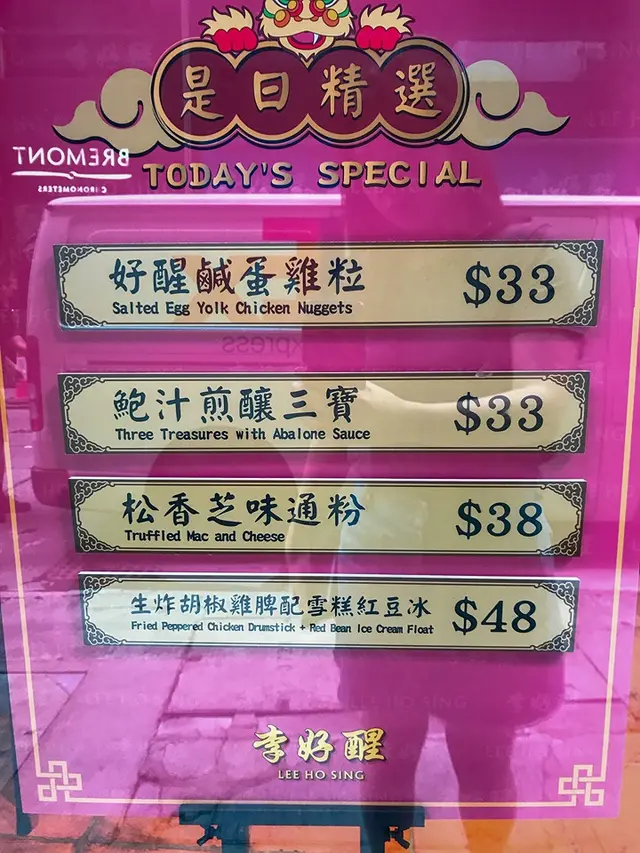 是日精選
BREMONT
CHRONOMETERS
TODAY'S SPECIAL
好醒鹹蛋雞粒
$33
Salted Egg Yolk Chicken Nuggets
xpress
鮑汁煎釀三寶
$33
Three Treasures with Abalone Sauce
松香芝味通粉
$38
Truffled Mac and Cheese
生炸胡椒雞脾配雪糕紅豆冰
$48
Fried Peppered Chicken Drumstick + Red Bean Ice Cream Float
李好醒
LEE HO SING